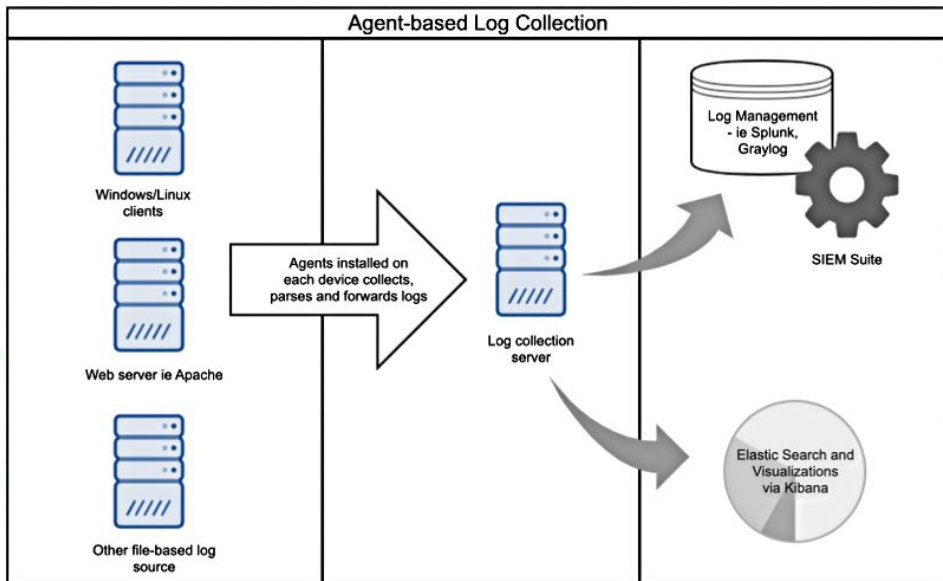 Agent-based Log Collection
Windows/Linux
clients
Web server ie Apache
Other file-based log
source
Agents installed on
each device collects,
parses and forwards logs
Log collection
server
Log Management
- ie Splunk,
Graylog
SIEM Suite
Elastic Search and
Visualizations
via Kibana